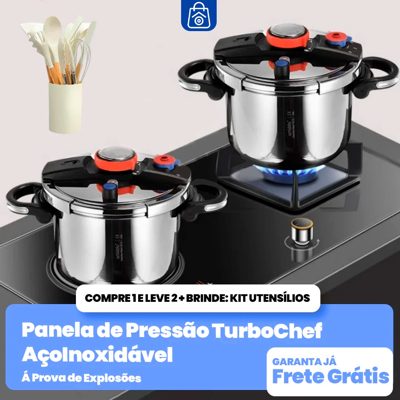 COMPRE 1 E LEVE 2 + BRINDE: KIT UTENSÍLIOS
Panela de Pressão TurboChef
AçoInoxidável
Á Prova de Explosões
GARANTA JÁ
Frete Grátis